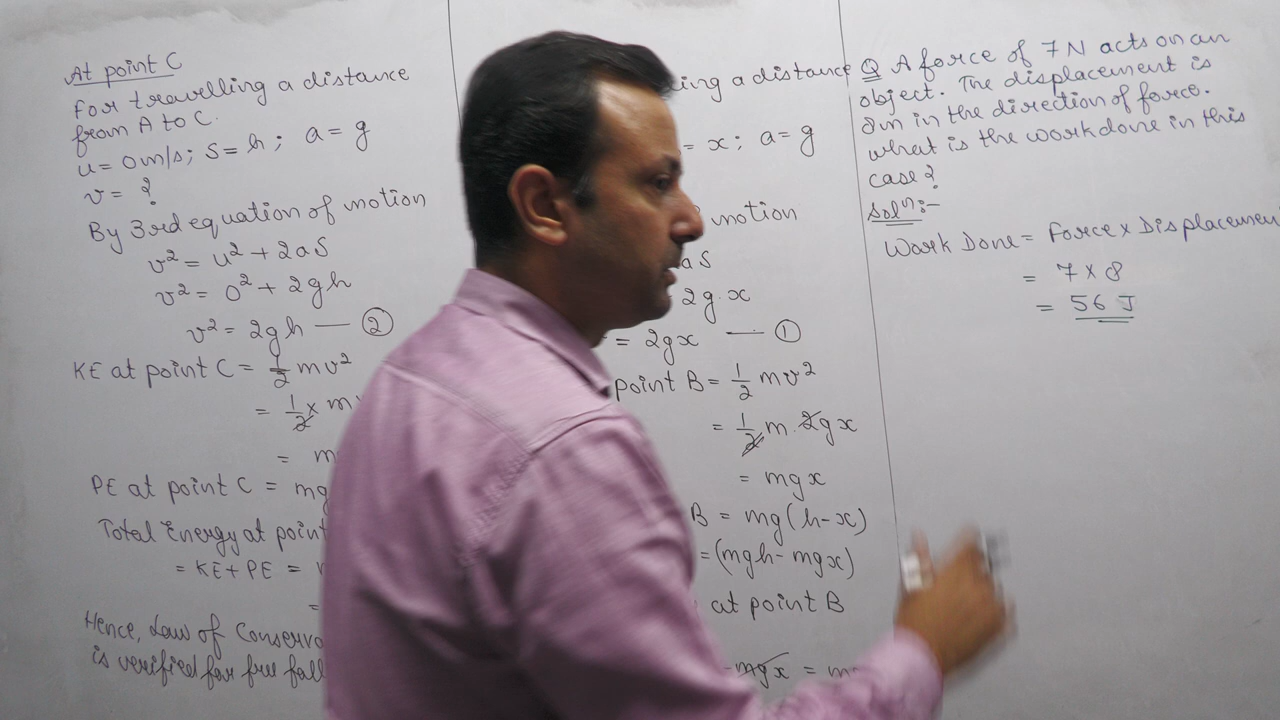 At point C
For travelling a distance
from A to C.
u = 0 m/s; S = h; a = g
v = ?
By 3rd equation of motion
v² = u² + 2aS
v² = 0² + 2gh
v² = 2gh — ②
KE at point C = 1/2 mv²
= 1/2 × m
= m
PE at point C = mg
Total Energy at point
= KE + PE =
=
Hence, Law of
is verified for free fall
a distance
= x; a = g
motion
aS
2g.x
= 2gx — ①
point B = 1/2 mv²
= 1/2 m.2gx
= mgx
B = mg(h-x)
= (mgh - mgx)
at point B
- mgx =
Q A force of 7N acts on an
object. The displacement is
8m in the direction of force.
what is the workdone in this
case?
Solⁿ:-
Work Done = Force × Displacement
= 7 × 8
= 56 J